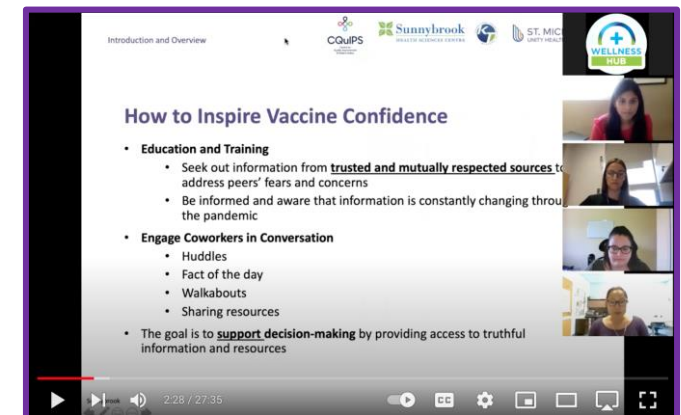 Introduction and Overview
CQuIPS
Sunnybrook
HEALTH SCIENCES CENTRE
ST. MIC
UNITY HEALT
WELLNESS
HUB
How to Inspire Vaccine Confidence
• Education and Training
• Seek out information from trusted and mutually respected sources to
address peers' fears and concerns
• Be informed and aware that information is constantly changing throu
the pandemic
• Engage Coworkers in Conversation
• Huddles
• Fact of the day
• Walkabouts
• Sharing resources
• The goal is to support decision-making by providing access to truthful
information and resources
2:28 / 27:35
CC